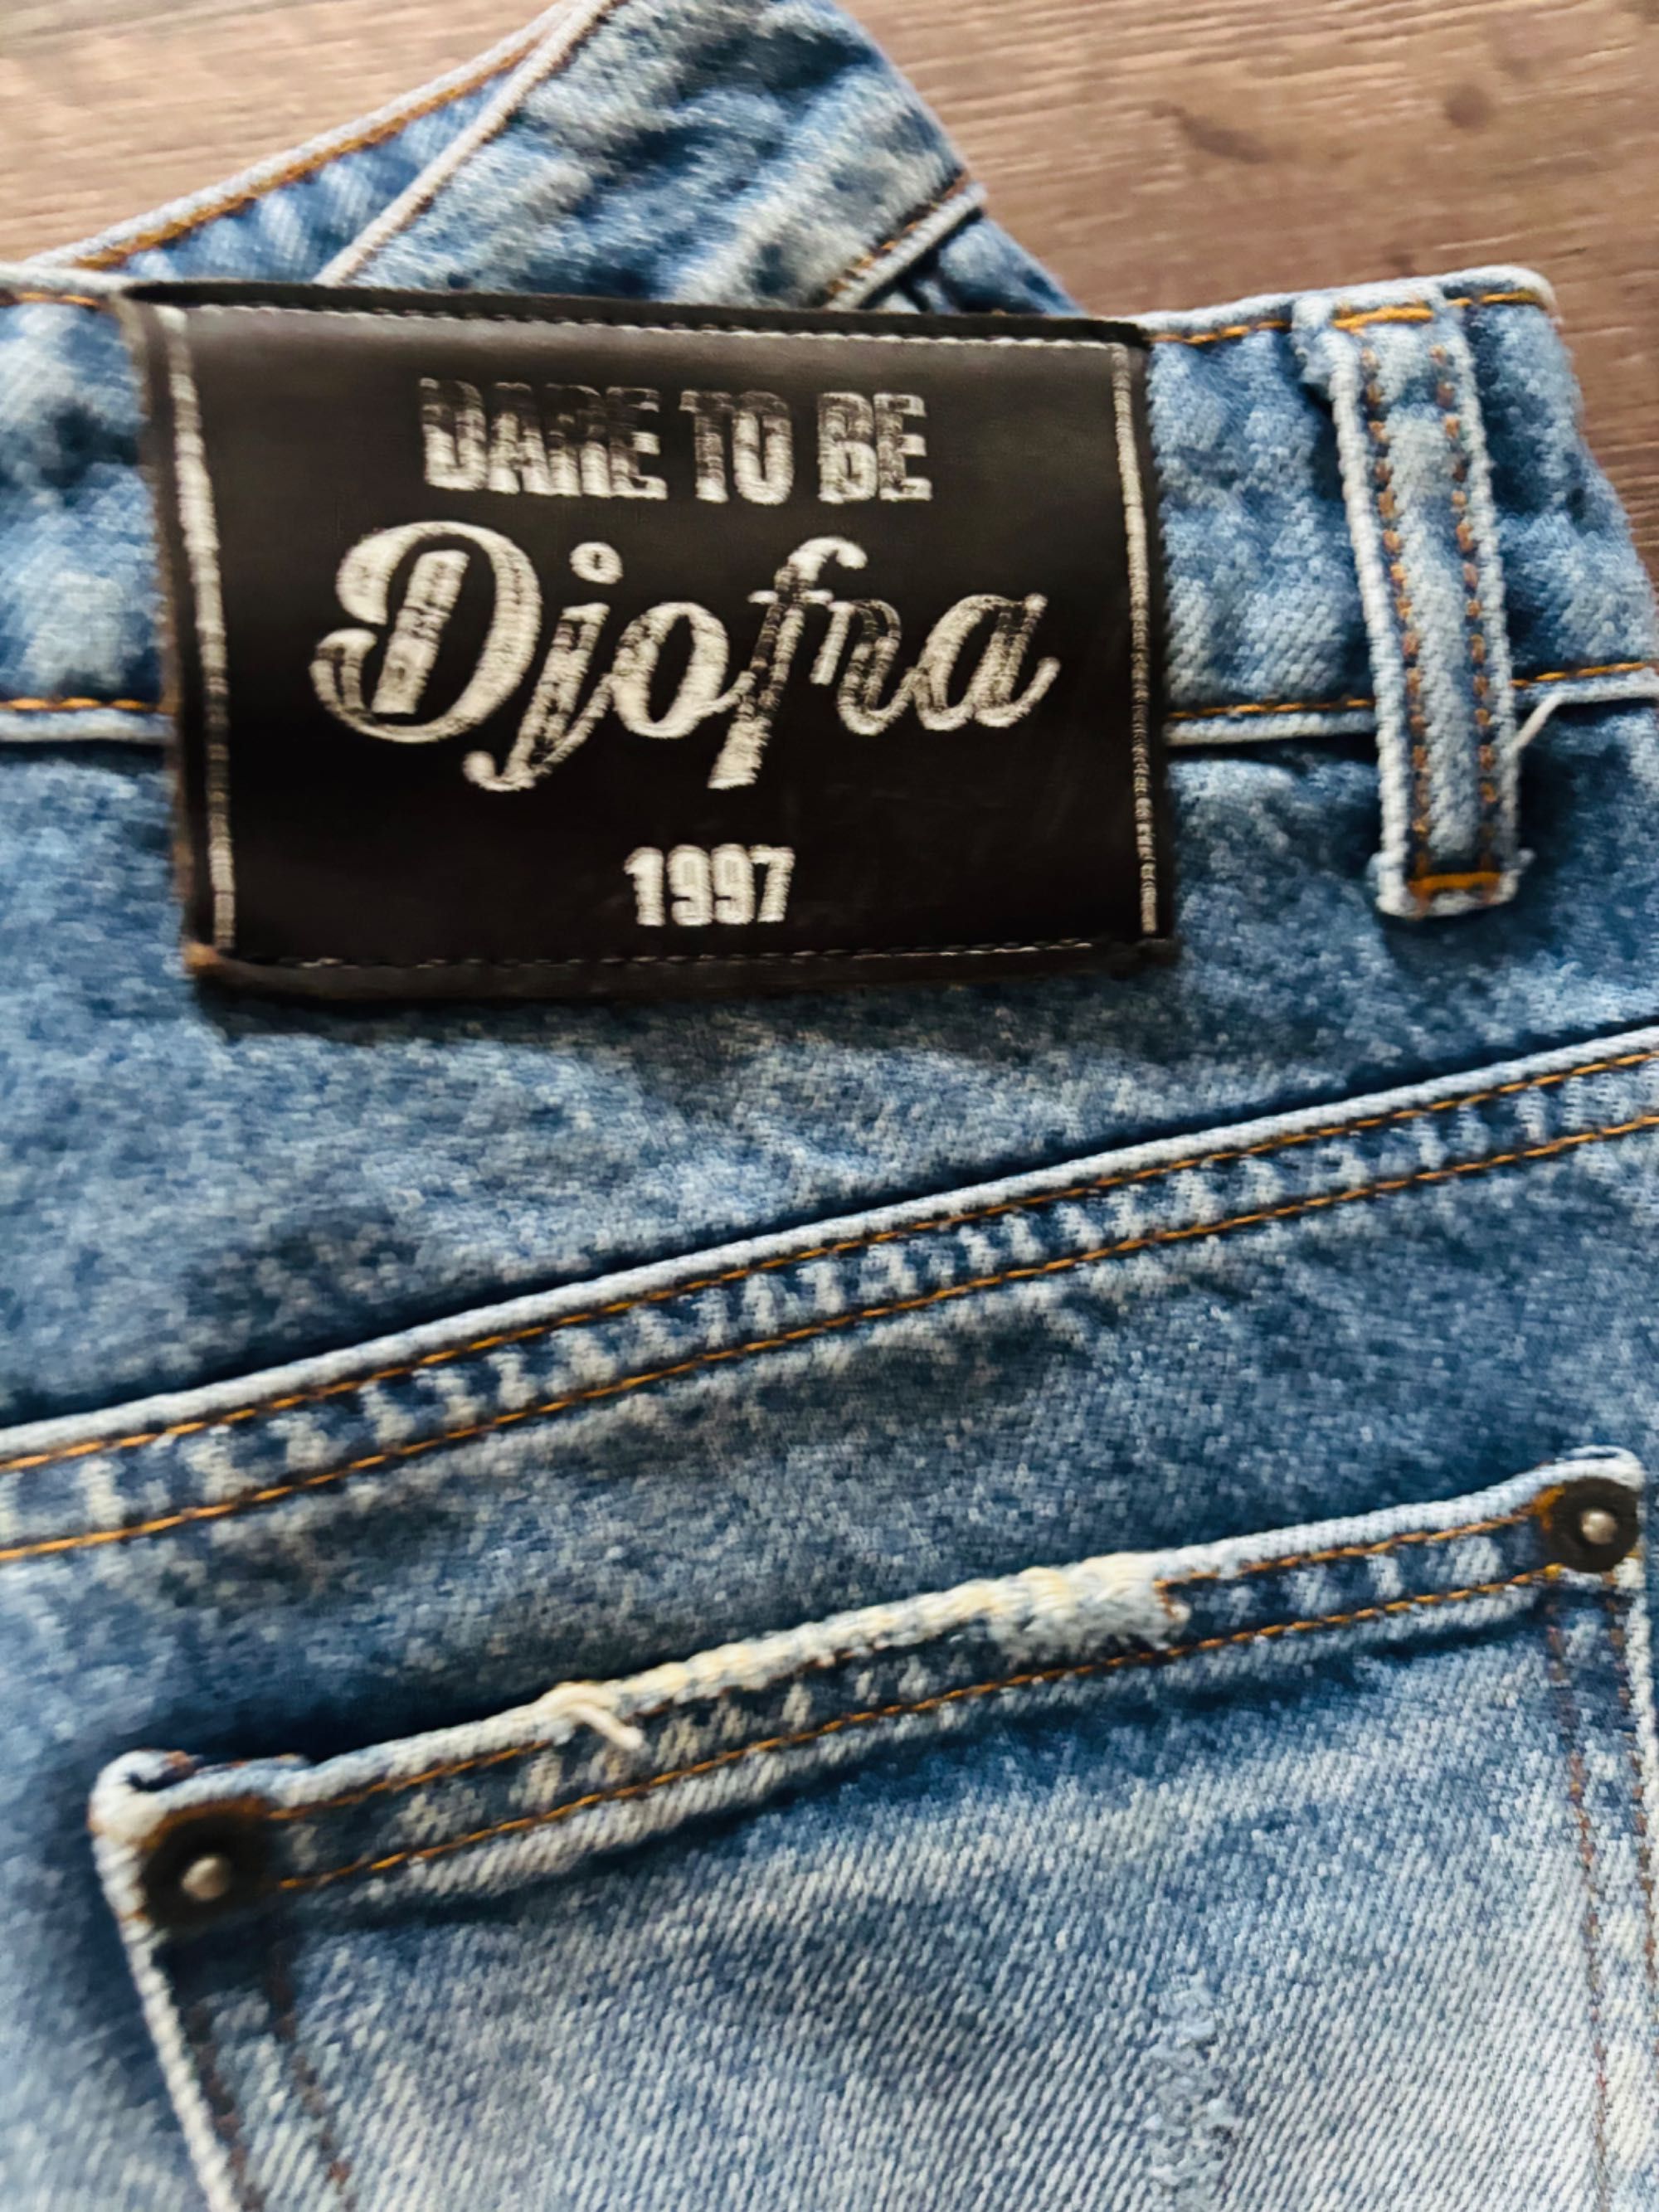 DARE TO BE
Djofra
1997